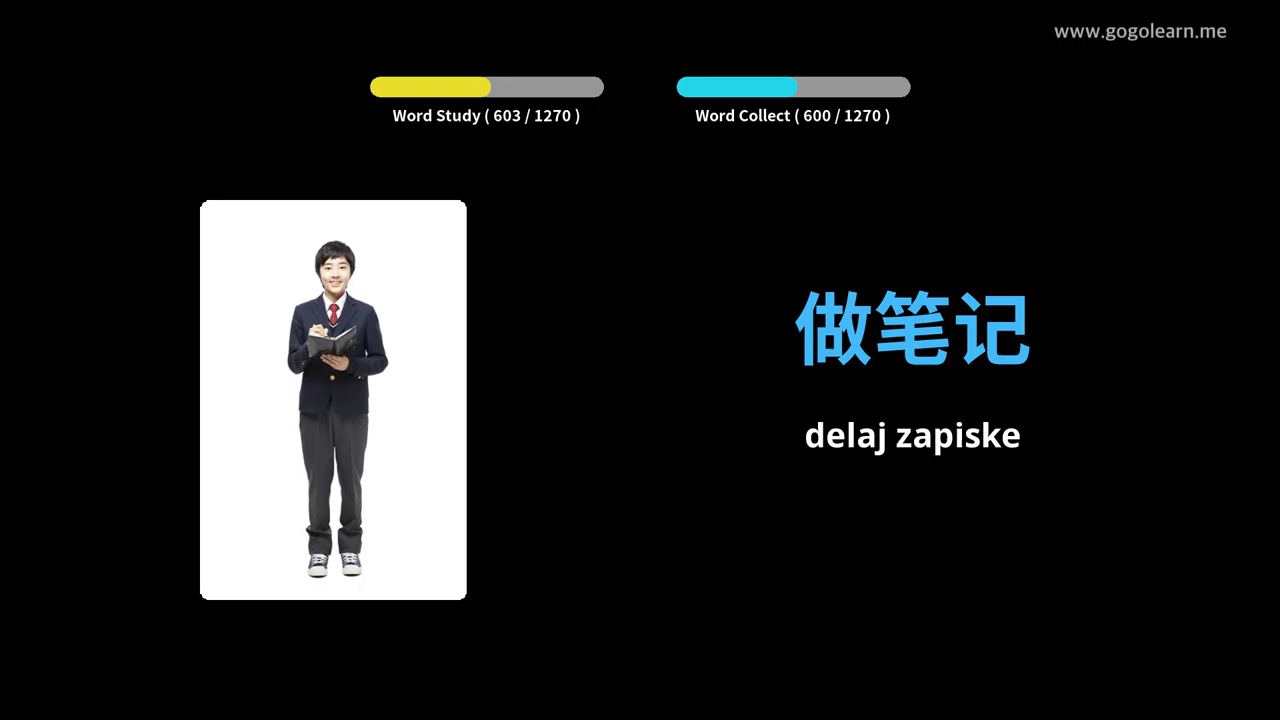 www.gogolearn.me
Word Study ( 603 / 1270 )
Word Collect ( 600 / 1270 )
做笔记
delaj zapiske